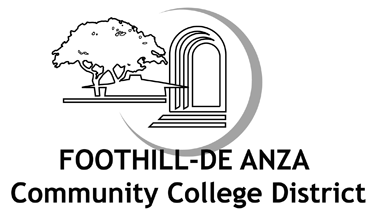 FOOTHILL-DE ANZA
Community College District